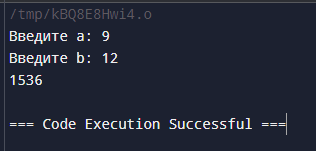 /tmp/kBQ8E8Hwi4.o
Введите a: 9
Введите b: 12
1536
=== Code Execution Successful ===